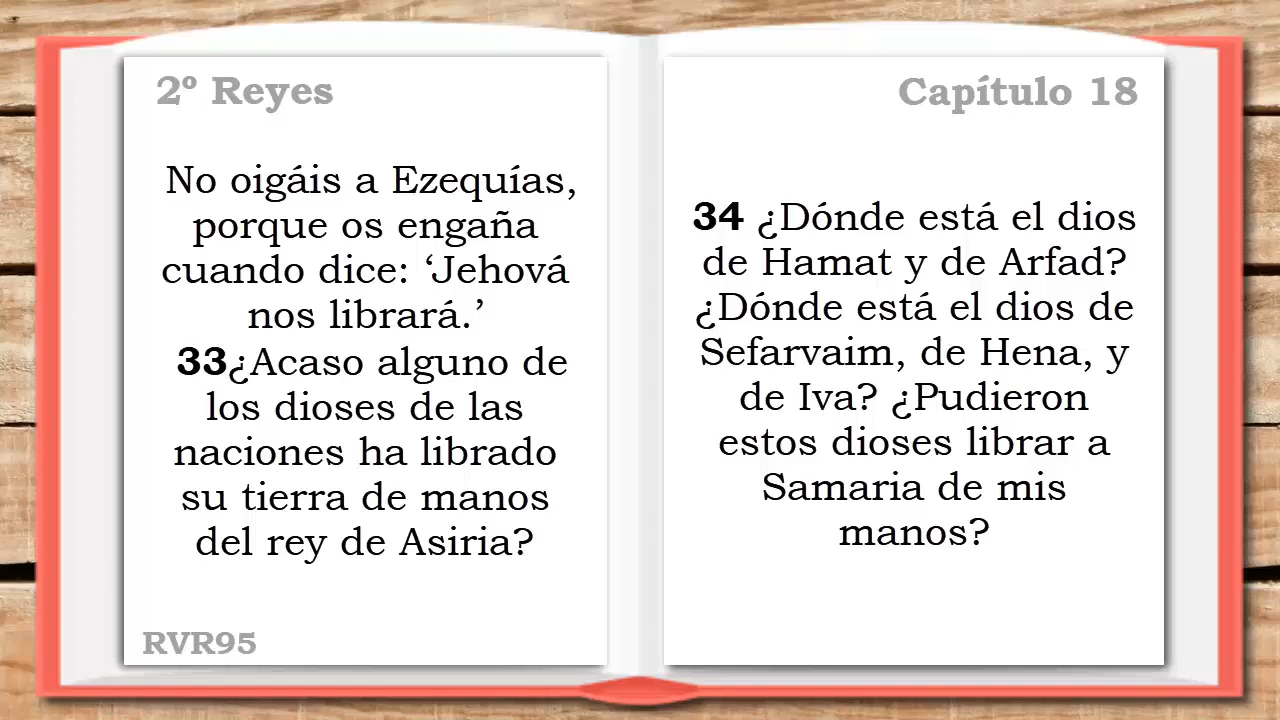 2º Reyes
No oigáis a Ezequías,
porque os engaña
cuando dice: ‘Jehová
nos librará.’
33¿Acaso alguno de
los dioses de las
naciones ha librado
su tierra de manos
del rey de Asiria?
RVR95
Capítulo 18
34 ¿Dónde está el dios
de Hamat y de Arfad?
¿Dónde está el dios de
Sefarvaim, de Hena, y
de Iva? ¿Pudieron
estos dioses librar a
Samaria de mis
manos?